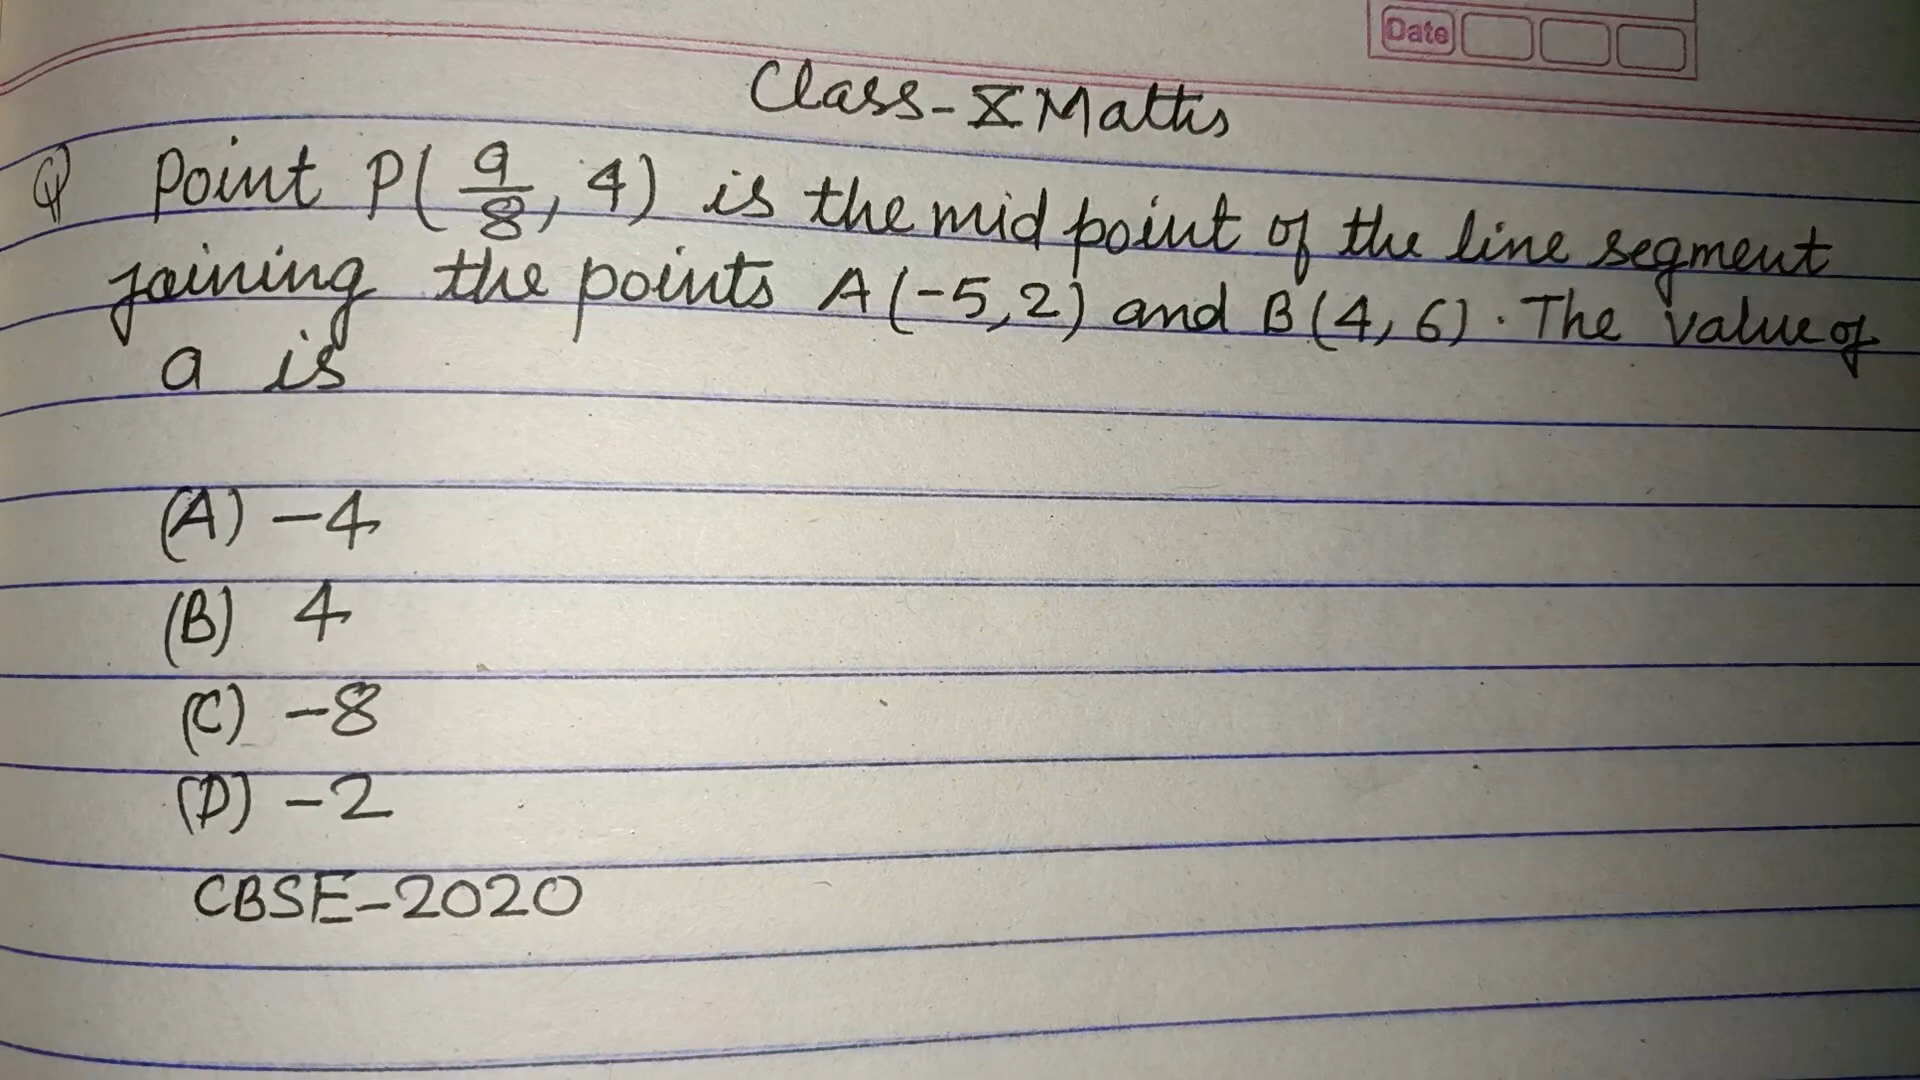 Date
Class-X Maths
Q Point P(a/8, 4) is the mid point of the line segment
joining the points A(-5,2) and B(4,6). The value of
a is
(A) -4
(B) 4
(C) -8
(D) -2
CBSE-2020